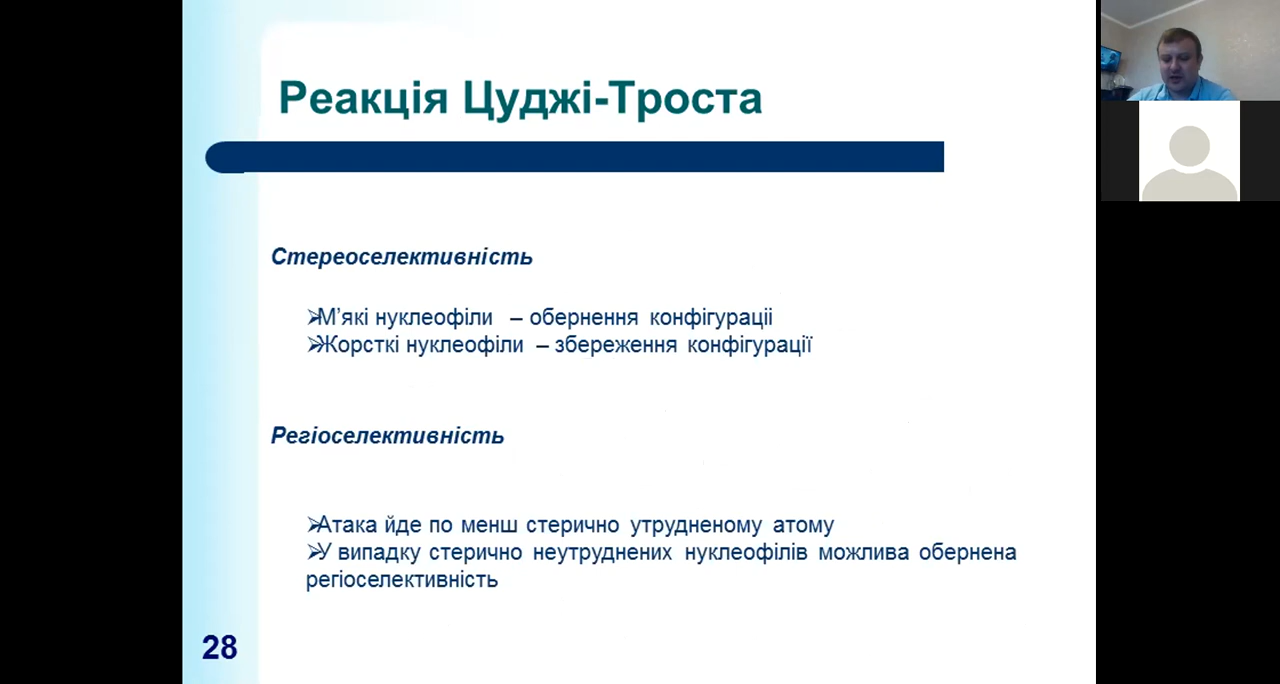 Реакція Цуджі-Троста
Стереоселективність
➢М’які нуклеофіли – обернення конфігурації
➢Жорсткі нуклеофіли – збереження конфігурації
Регіоселективність
➢Атака йде по менш стерично утрудненому атому
➢У випадку стерично неутруднених нуклеофілів можлива обернена
регіоселективність
28